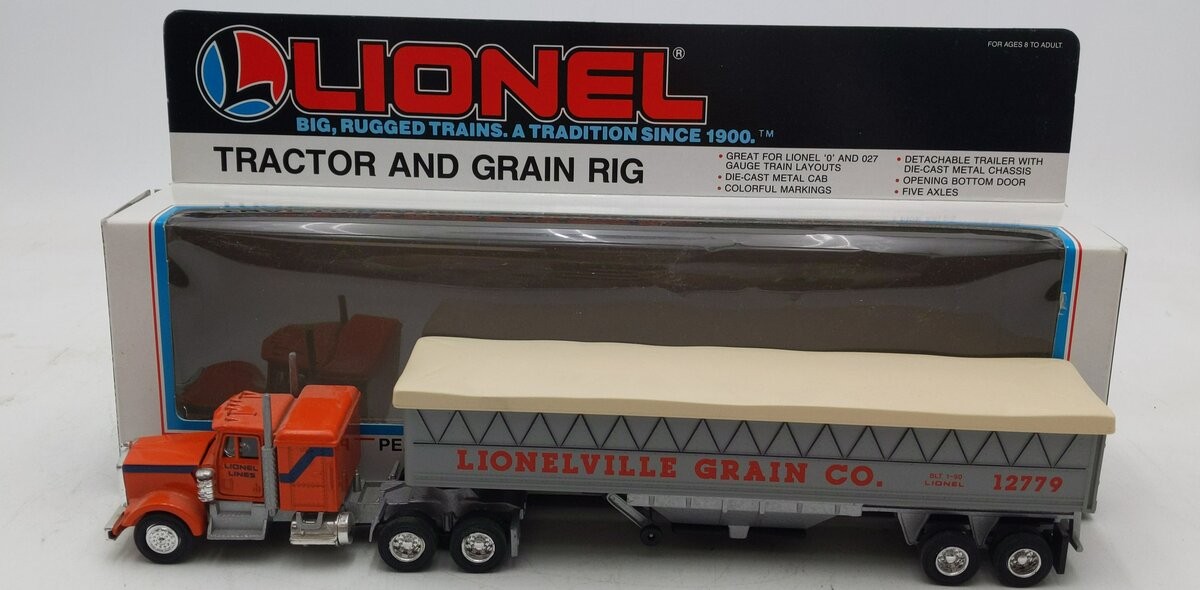 FOR AGES 8 TO ADULT
LIONEL®
BIG, RUGGED TRAINS. A TRADITION SINCE 1900.™
TRACTOR AND GRAIN RIG
• GREAT FOR LIONEL '0' AND 027
GAUGE TRAIN LAYOUTS
• DIE-CAST METAL CAB
• COLORFUL MARKINGS
• DETACHABLE TRAILER WITH
DIE-CAST METAL CHASSIS
• OPENING BOTTOM DOOR
• FIVE AXLES
PE
LIONEL
LINES
LIONELVILLE GRAIN CO.
BLT 1-90
LIONEL
12779